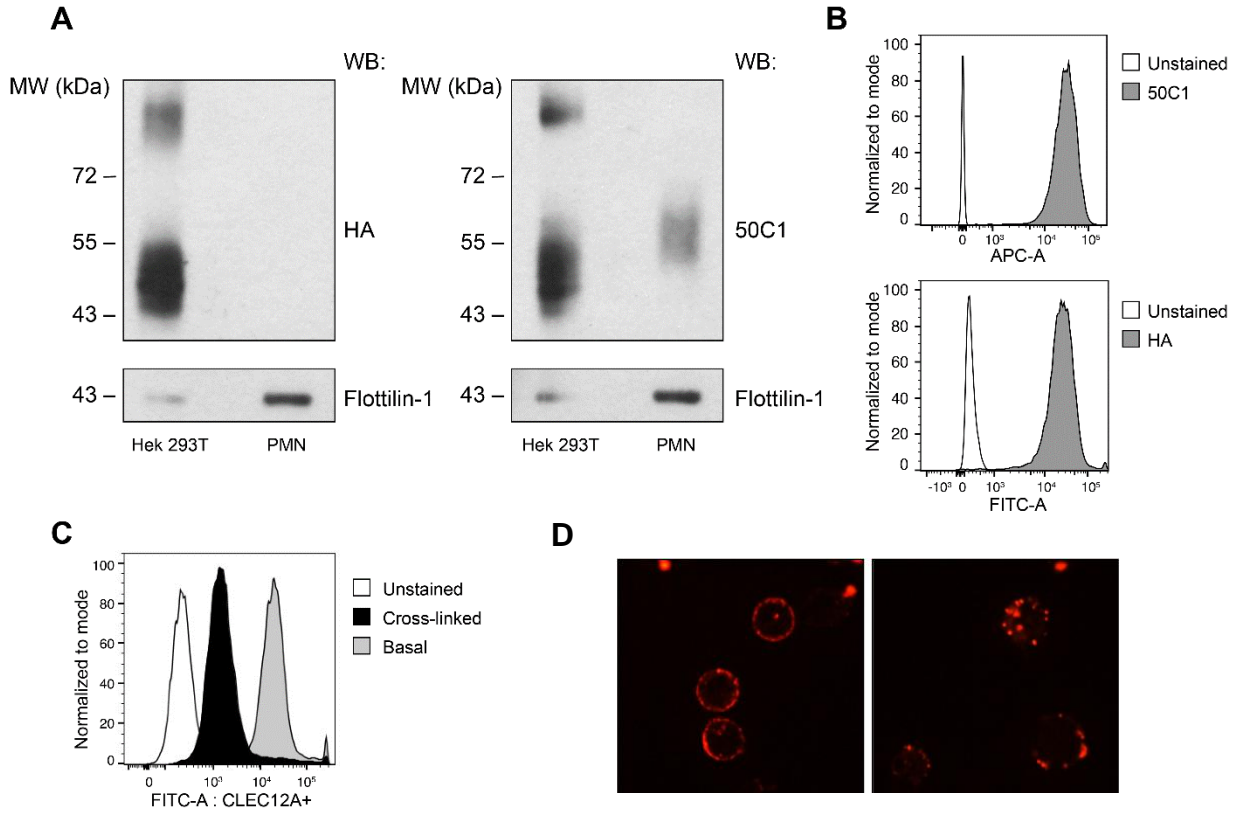 A
MW (kDa)
WB:
72
55
43
HA
43
Flottilin-1
Hek 293T PMN
MW (kDa)
WB:
72
55
43
50C1
43
Flottilin-1
Hek 293T PMN
B
Normalized to mode
100
80
60
40
20
0
0 10³ 10⁴ 10⁵
APC-A
Unstained
50C1
Normalized to mode
100
80
60
40
20
0
-10³ 0 10³ 10⁴ 10⁵
FITC-A
Unstained
HA
C
Normalized to mode
100
80
60
40
20
0
0 10³ 10⁴ 10⁵
FITC-A : CLEC12A+
Unstained
Cross-linked
Basal
D